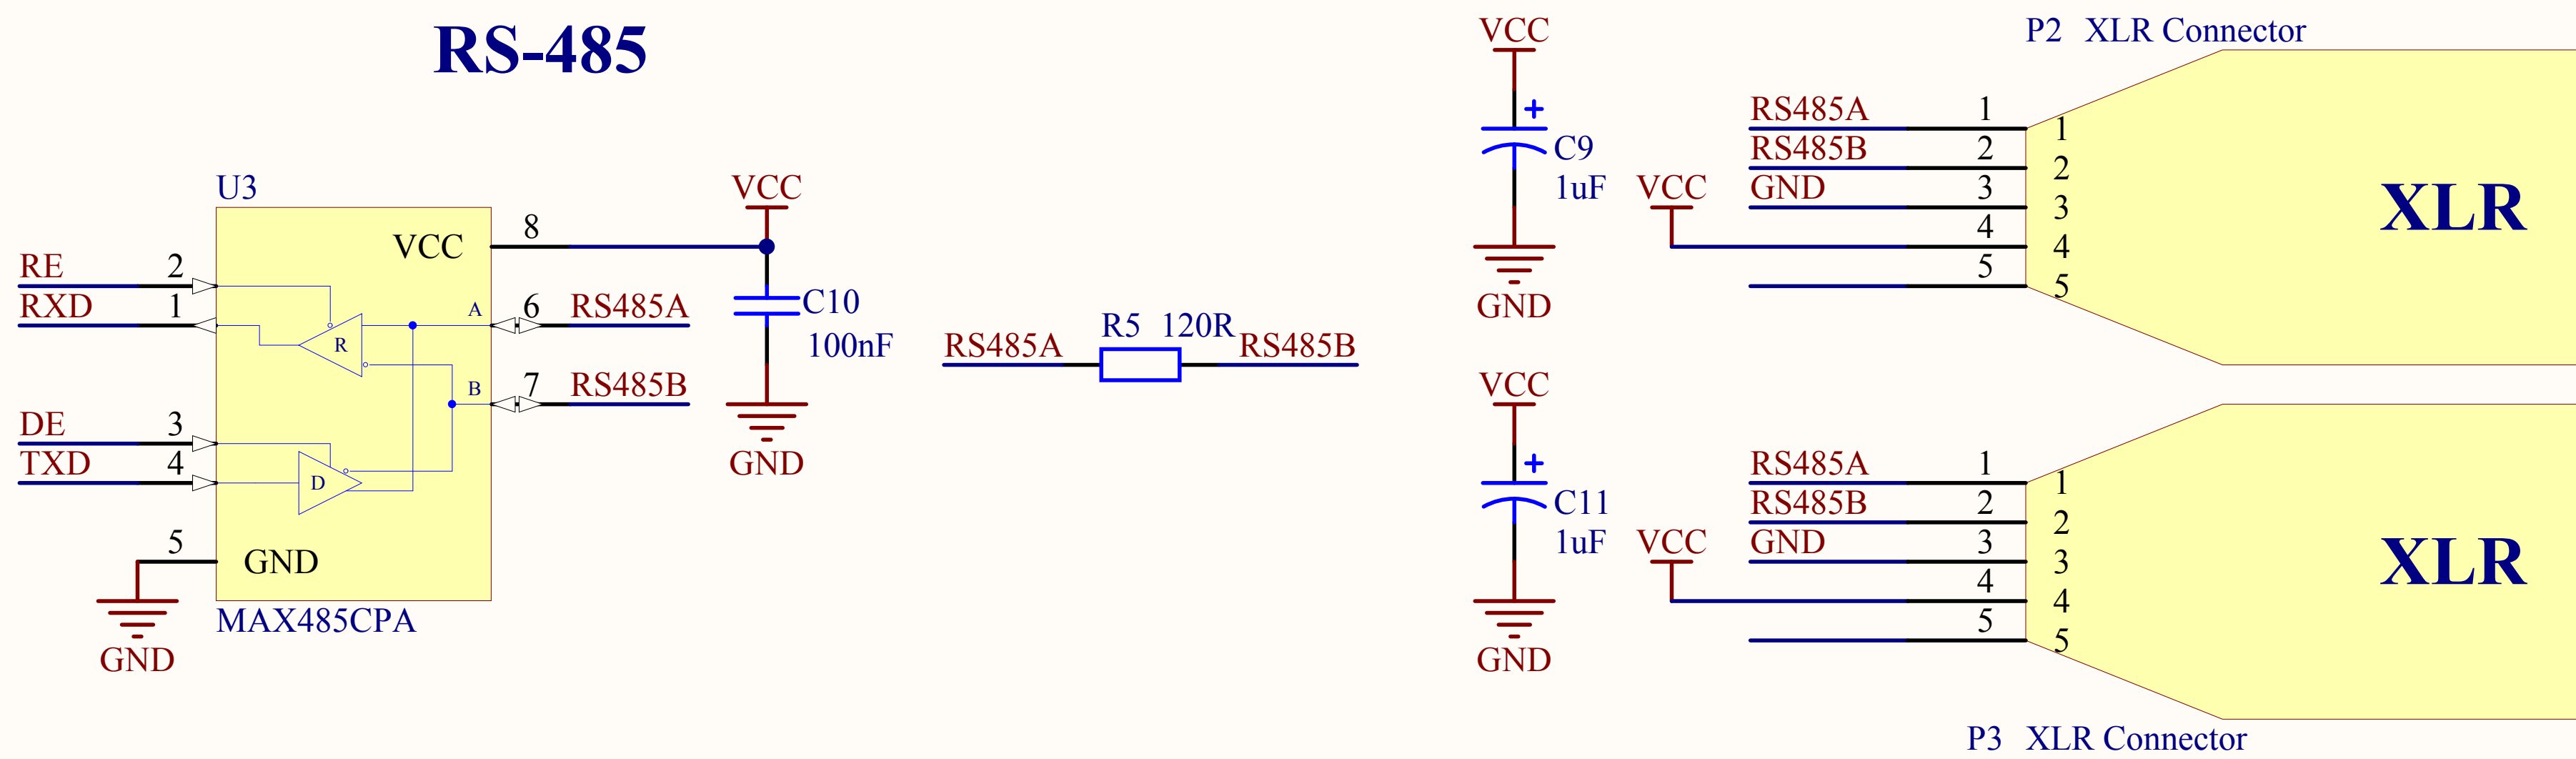 RS-485
U3
VCC
8
VCC
RE
2
RXD
1
R
A
6
RS485A
B
7
RS485B
C10
100nF
GND
DE
3
TXD
4
D
5
GND
GND
MAX485CPA
RS485A
R5 120R
RS485B
VCC
+
C9
1uF
GND
VCC
+
C11
1uF
GND
P2 XLR Connector
RS485A
1
1
RS485B
2
2
VCC
GND
3
3
4
4
5
5
XLR
RS485A
1
1
RS485B
2
2
VCC
GND
3
3
4
4
5
5
XLR
P3 XLR Connector